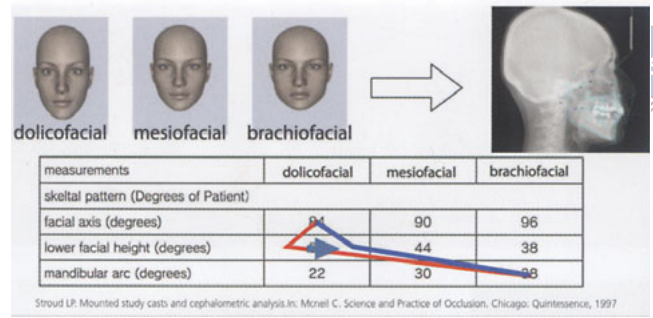 dolicofacial mesiofacial brachiofacial
measurements dolicofacial mesiofacial brachiofacial
skeltal pattern (Degrees of Patient)
facial axis (degrees) 84 90 96
lower facial height (degrees) 44 38
mandibular arc (degrees) 22 30 38
Stroud LP. Mounted study casts and cephalometric analysis.In: Mcneil C. Science and Practice of Occlusion. Chicago: Quintessence, 1997